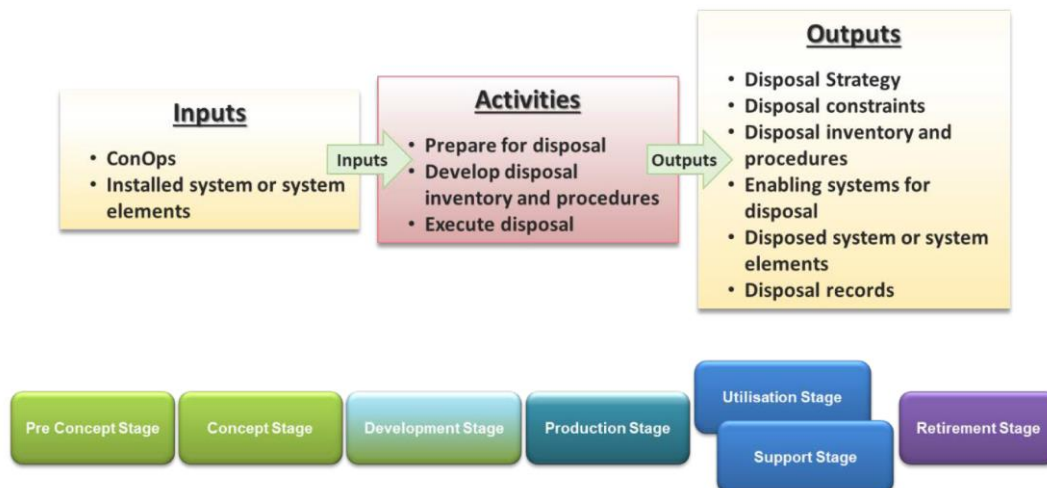 Inputs
• ConOps
• Installed system or system
elements
Inputs
Activities
• Prepare for disposal
• Develop disposal
inventory and procedures
• Execute disposal
Outputs
Outputs
• Disposal Strategy
• Disposal constraints
• Disposal inventory and
procedures
• Enabling systems for
disposal
• Disposed system or system
elements
• Disposal records
Pre Concept Stage
Concept Stage
Development Stage
Production Stage
Utilisation Stage
Support Stage
Retirement Stage